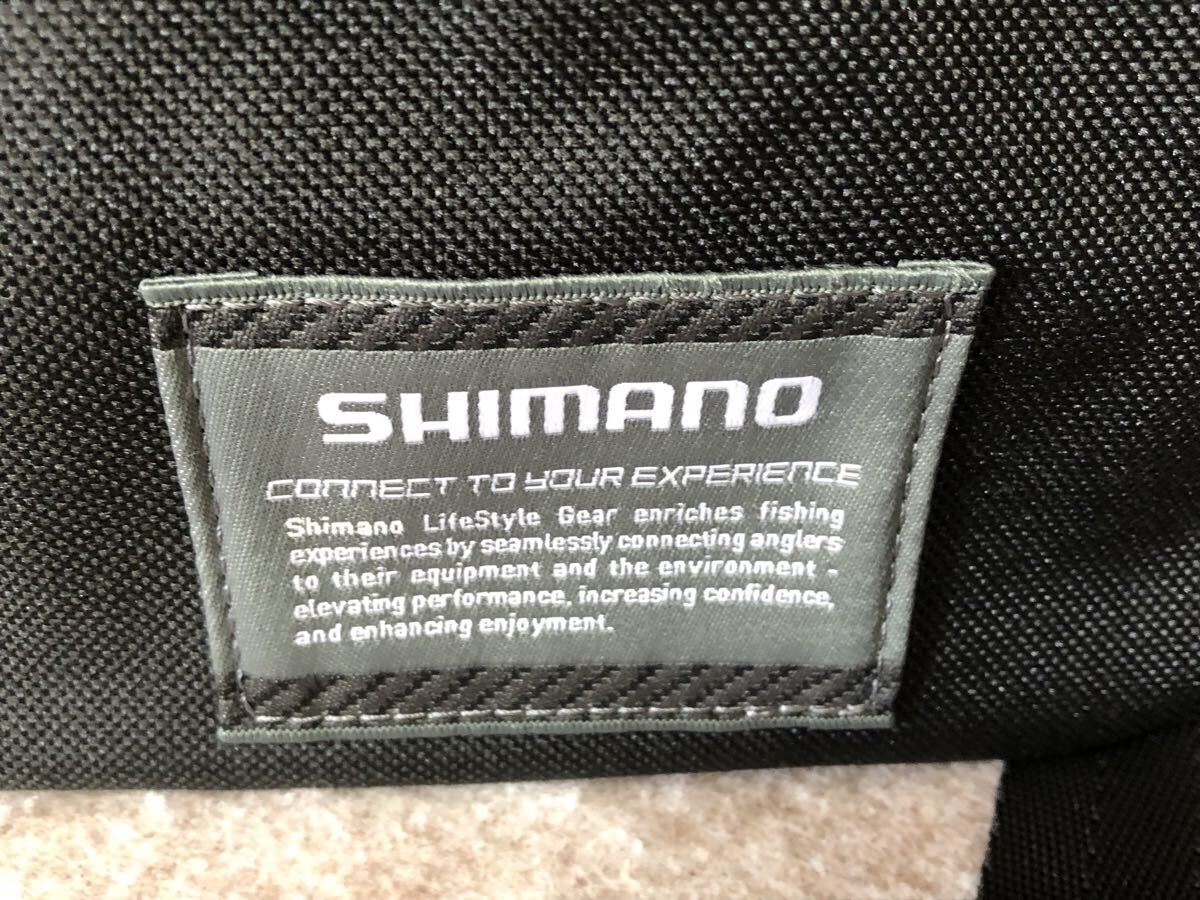 SHIMANO
CONNECT TO YOUR EXPERIENCE
Shimano LifeStyle Gear enriches fishing
experiences by seamlessly connecting anglers
to their equipment and the environment -
elevating performance, increasing confidence,
and enhancing enjoyment.